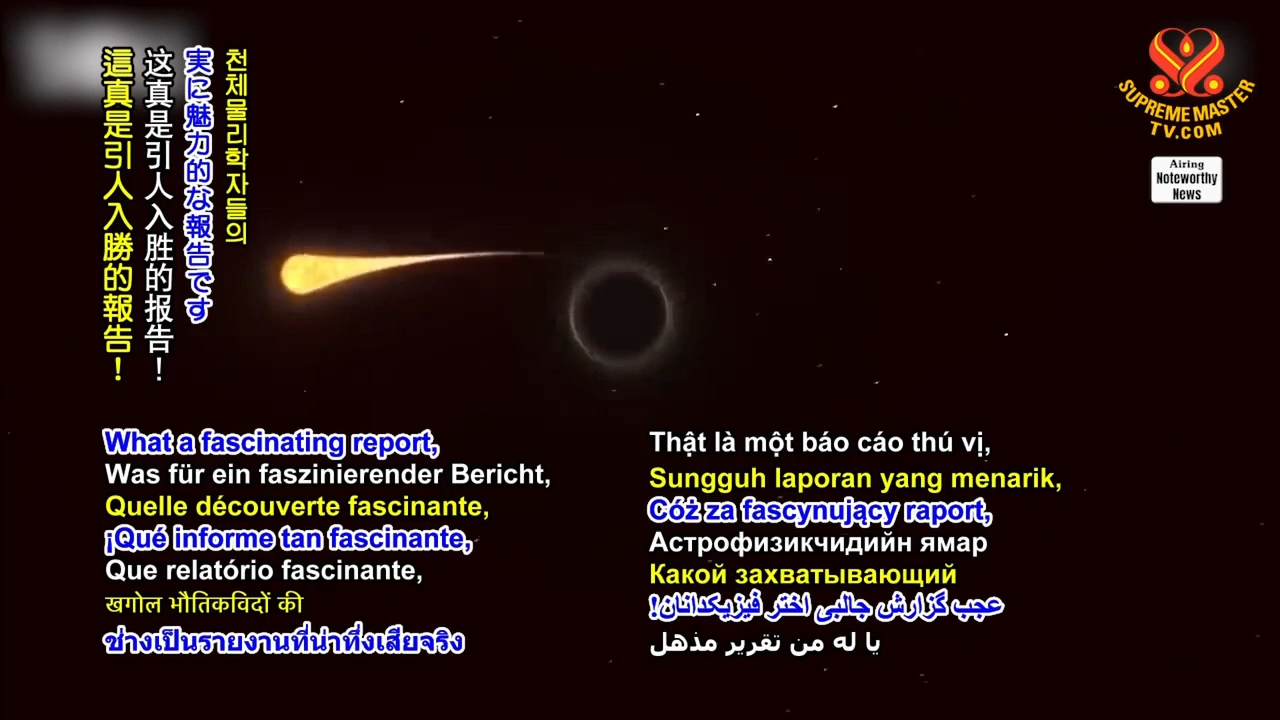 천체물리학자들의
実に魅力的な報告です
这真是引人入胜的报告！
這真是引人入勝的報告！
SUPREME MASTER
TV.COM
Airing
Noteworthy
News
What a fascinating report,
Was für ein faszinierender Bericht,
Quelle découverte fascinante,
¡Qué informe tan fascinante,
Que relatório fascinante,
खगोल भौतिकविदों की
ช่างเป็นรายงานที่น่าทึ่งเสียจริง
Thật là một báo cáo thú vị,
Sungguh laporan yang menarik,
Cóż za fascynujący raport,
Астрофизикчидийн ямар
Какой захватывающий
عجب گزارش جالبی اختر فیزیکدانان!
يا له من تقرير مذهل